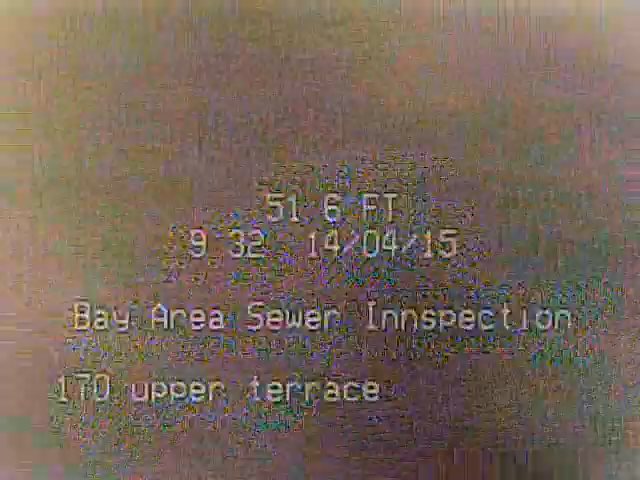 51 6 FT
9 32 14/04/15
Bay Area Sewer Innspection
170 upper terrace